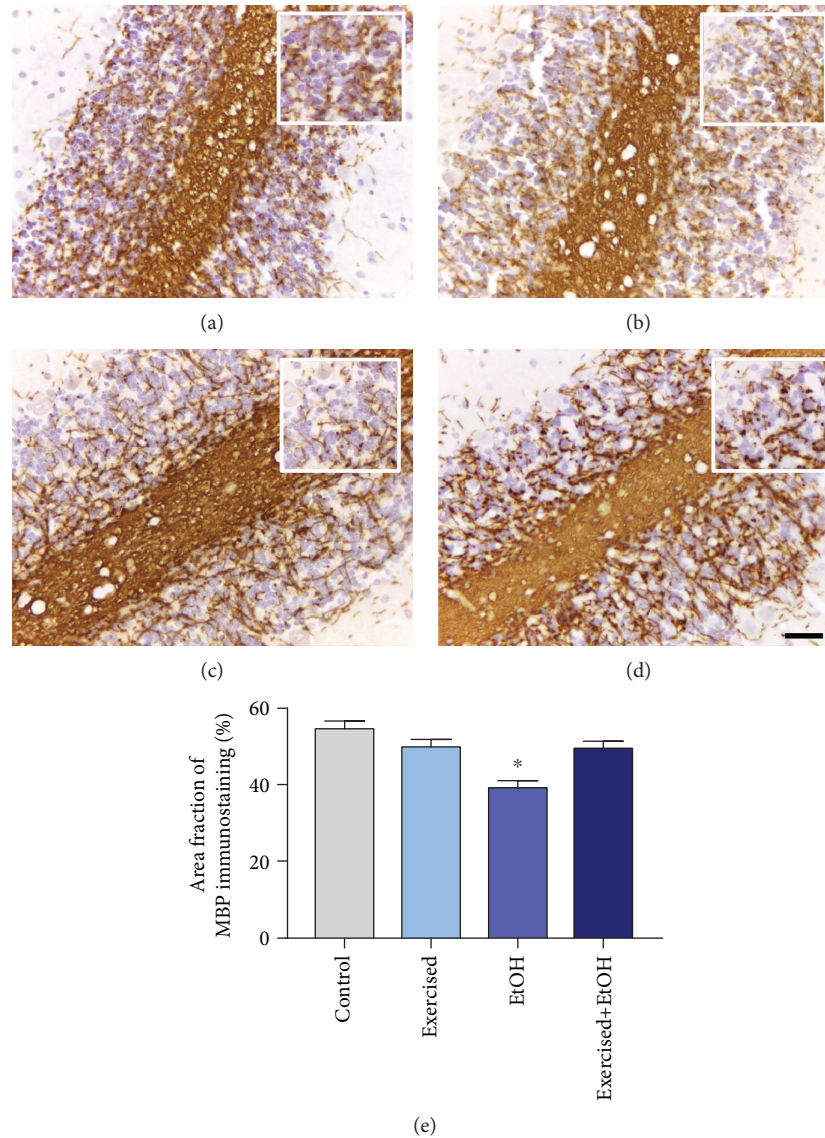 (a)
(b)
(c)
(d)
Area fraction of
MBP immunostaining (%)
60
40
20
0
*
Control
Exercised
EtOH
Exercised+EtOH
(e)